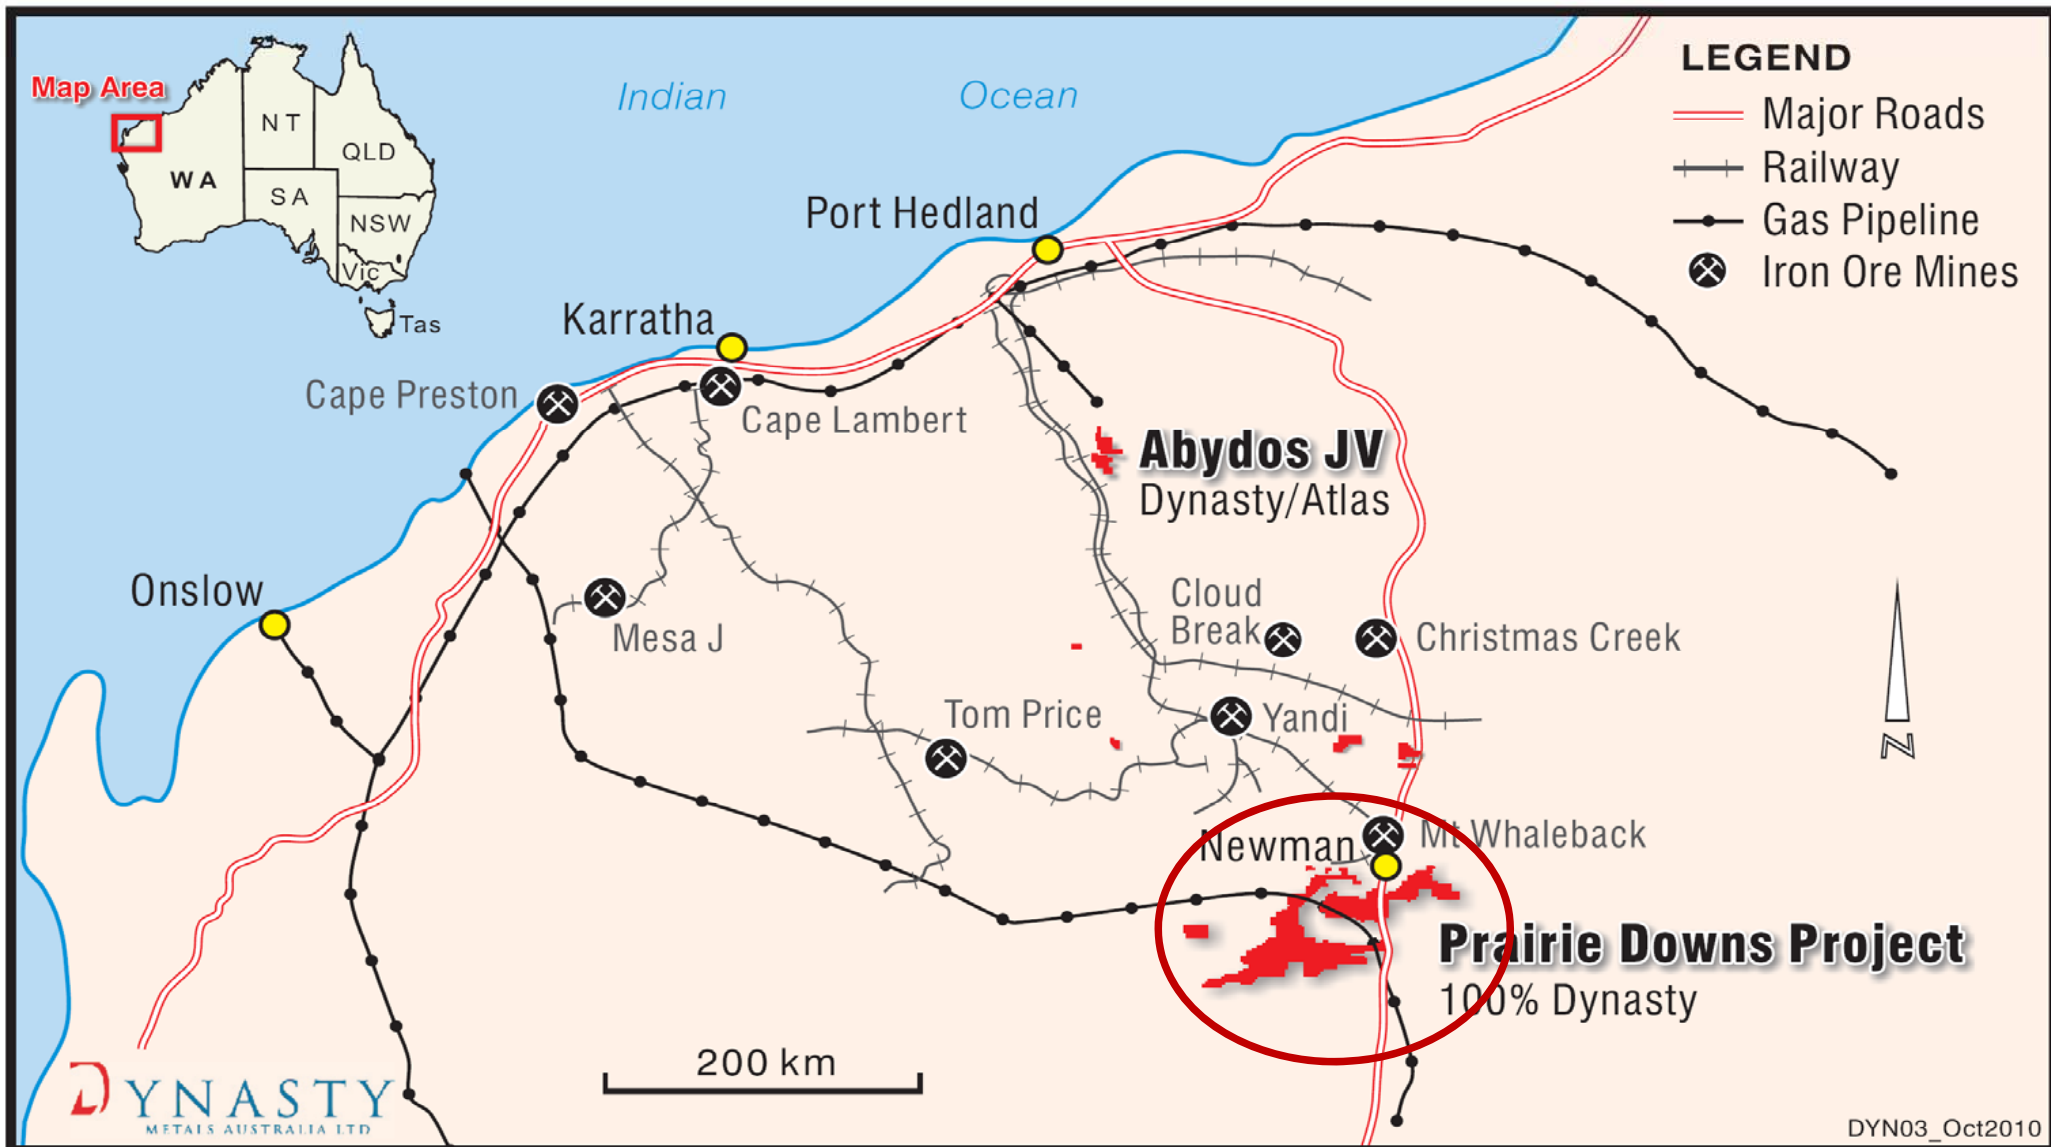 Map Area
NT
QLD
WA
SA
NSW
Vic
Tas
Indian Ocean
LEGEND
Major Roads
Railway
Gas Pipeline
Iron Ore Mines
Port Hedland
Karratha
Cape Preston
Cape Lambert
Abydos JV
Dynasty/Atlas
Onslow
Mesa J
Cloud
Break
Christmas Creek
Tom Price
Yandi
Newman
Mt Whaleback
Prairie Downs Project
100% Dynasty
N
200 km
DYNASTY
METALS AUSTRALIA LTD
DYN03_Oct2010